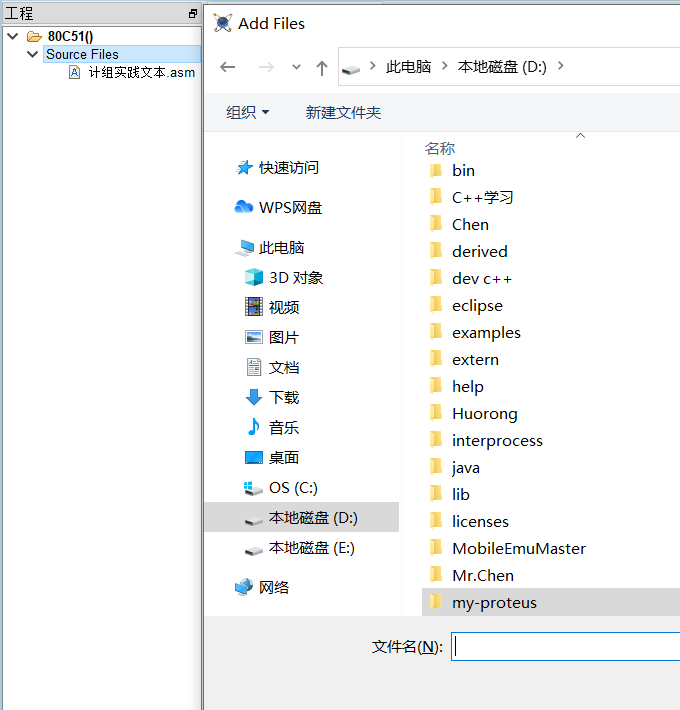 工程
80C51()
Source Files
计组实践文本.asm
Add Files
此电脑
本地磁盘 (D:)
组织
新建文件夹
快速访问
WPS网盘
此电脑
3D 对象
视频
图片
文档
下载
音乐
桌面
OS (C:)
本地磁盘 (D:)
本地磁盘 (E:)
网络
名称
bin
C++学习
Chen
derived
dev c++
eclipse
examples
extern
help
Huorong
interprocess
java
lib
licenses
MobileEmuMaster
Mr.Chen
my-proteus
文件名(N):